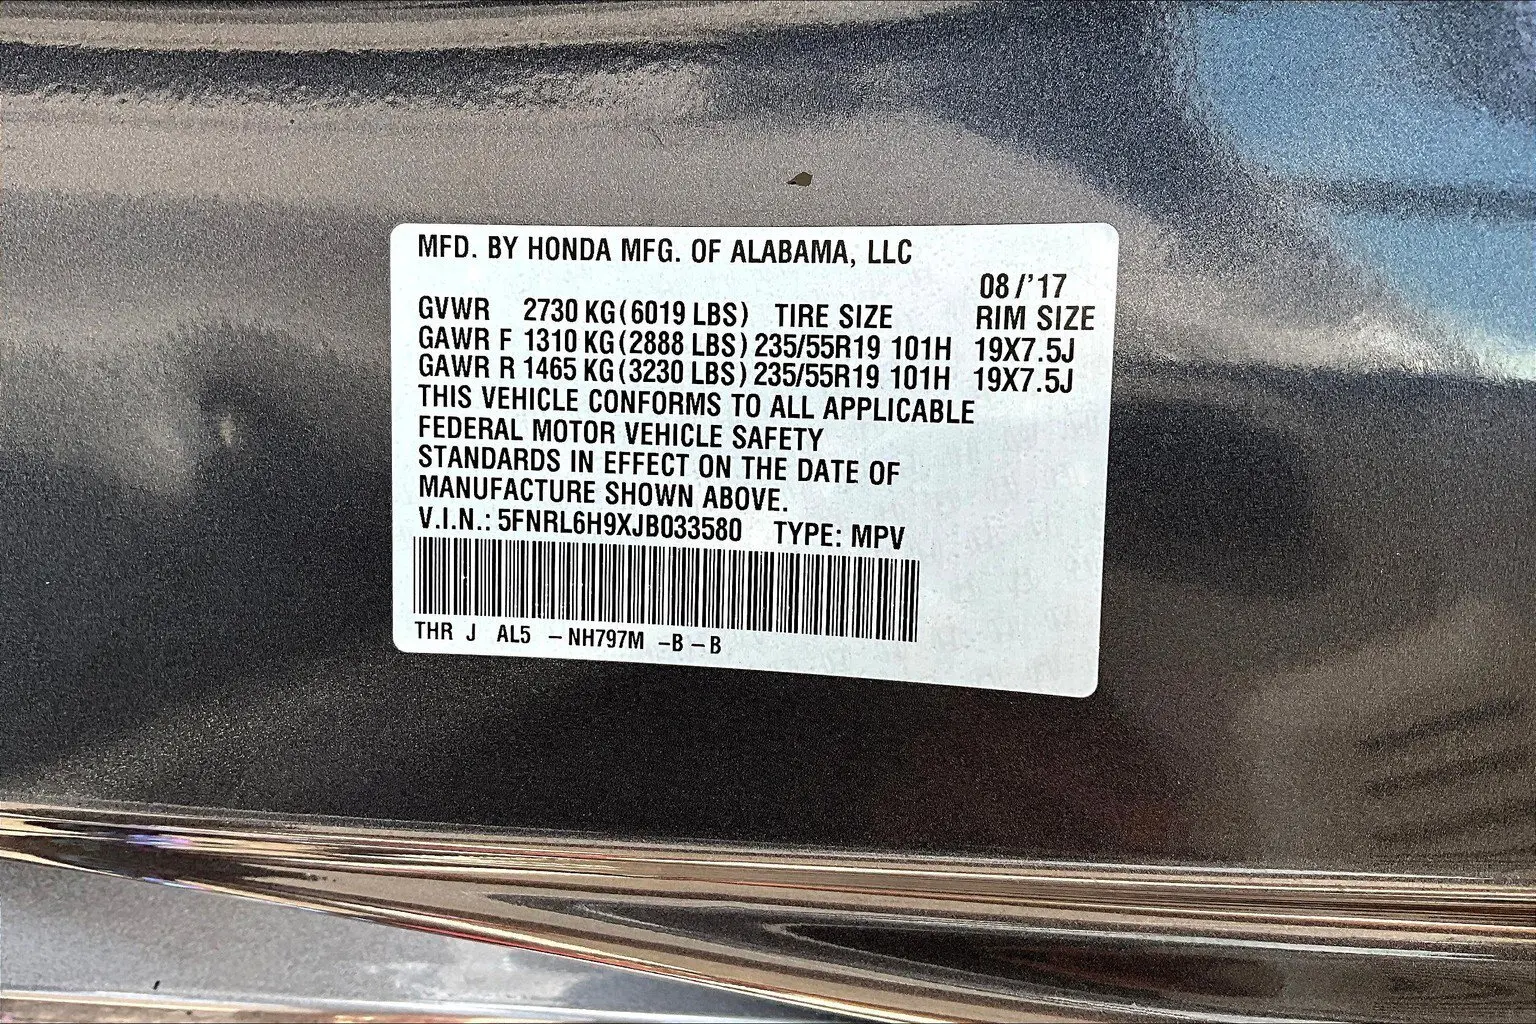 MFD. BY HONDA MFG. OF ALABAMA, LLC
08/'17
GVWR 2730 KG(6019 LBS) TIRE SIZE RIM SIZE
GAWR F 1310 KG(2888 LBS) 235/55R19 101H 19X7.5J
GAWR R 1465 KG(3230 LBS) 235/55R19 101H 19X7.5J
THIS VEHICLE CONFORMS TO ALL APPLICABLE
FEDERAL MOTOR VEHICLE SAFETY
STANDARDS IN EFFECT ON THE DATE OF
MANUFACTURE SHOWN ABOVE.
V.I.N.: 5FNRL6H9XJB033580 TYPE: MPV
THR J AL5 –NH797M –B–B